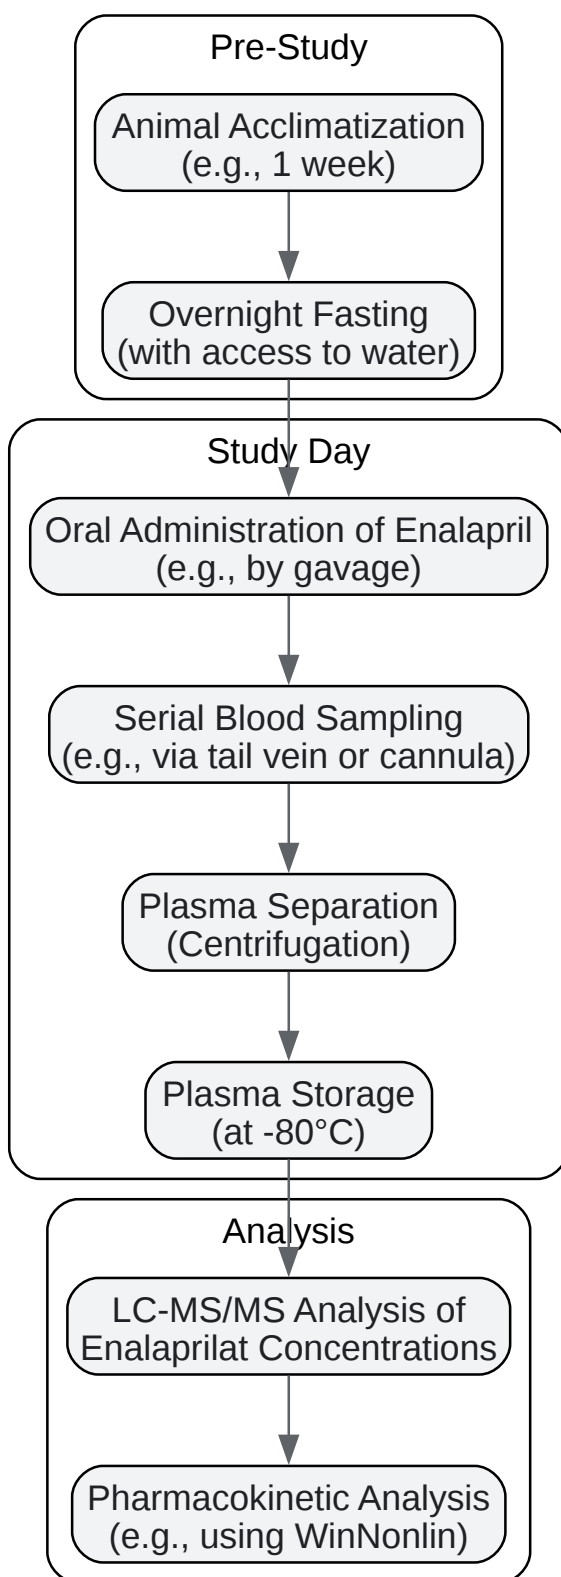 Pre-Study
Animal Acclimatization
(e.g., 1 week)
Overnight Fasting
(with access to water)
Study Day
Oral Administration of Enalapril
(e.g., by gavage)
Serial Blood Sampling
(e.g., via tail vein or cannula)
Plasma Separation
(Centrifugation)
Plasma Storage
(at -80°C)
Analysis
LC-MS/MS Analysis of
Enalaprilat Concentrations
Pharmacokinetic Analysis
(e.g., using WinNonlin)